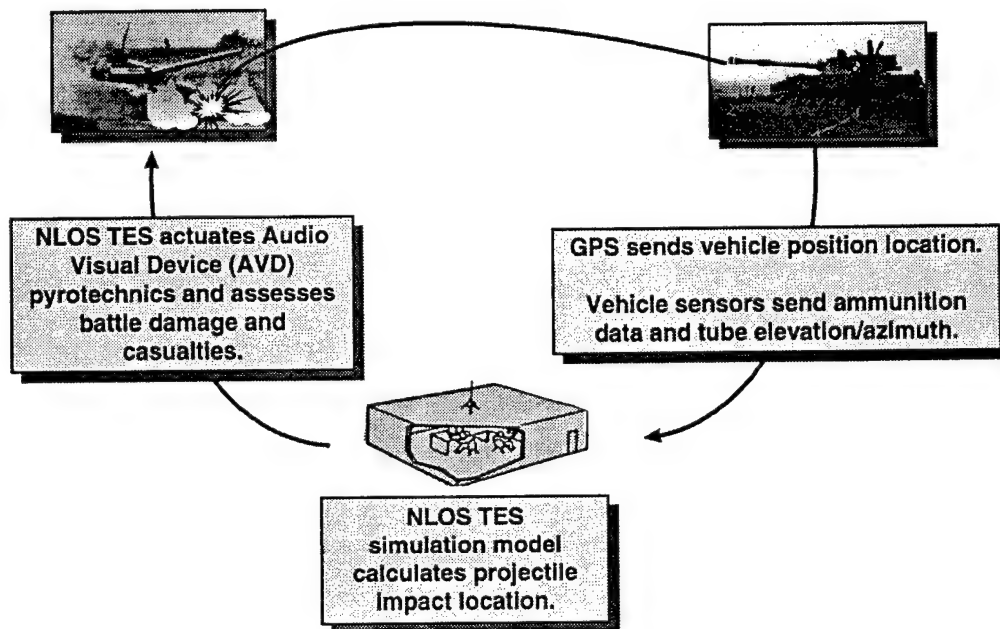 NLOS TES actuates Audio
Visual Device (AVD)
pyrotechnics and assesses
battle damage and
casualties.
GPS sends vehicle position location.
Vehicle sensors send ammunition
data and tube elevation/azimuth.
NLOS TES
simulation model
calculates projectile
impact location.